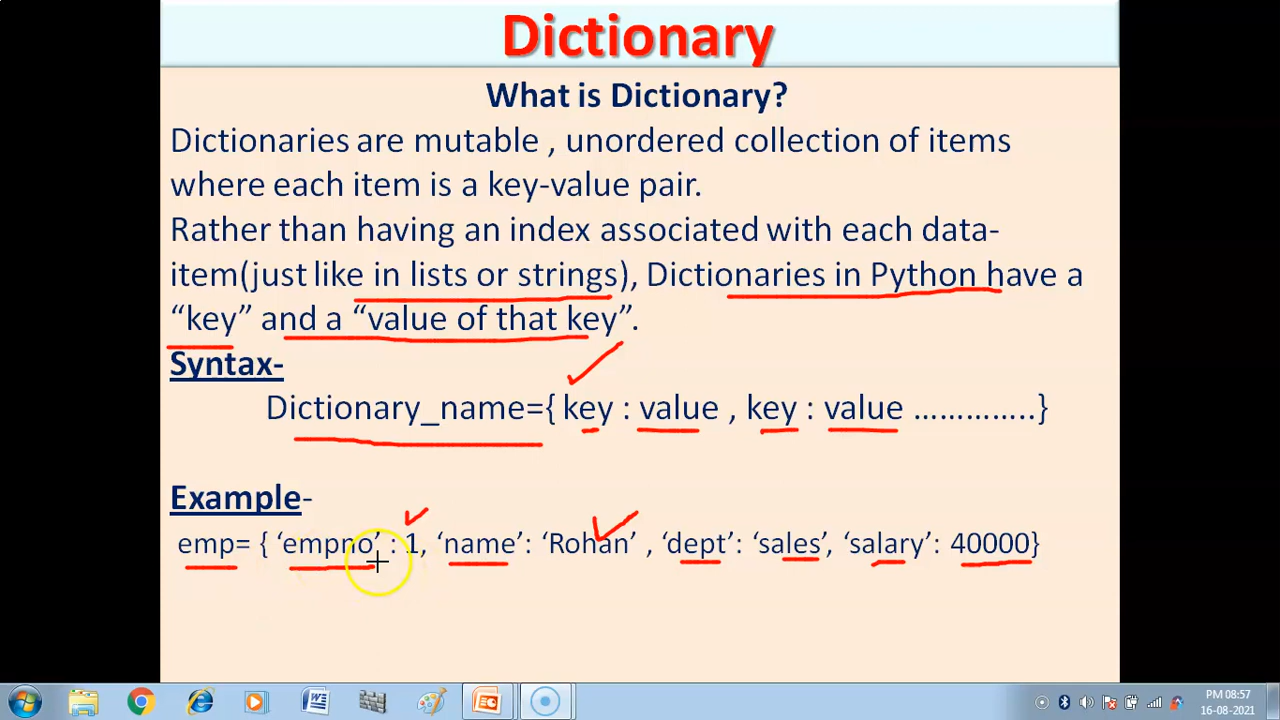 Dictionary
What is Dictionary?
Dictionaries are mutable , unordered collection of items
where each item is a key-value pair.
Rather than having an index associated with each data-
item(just like in lists or strings), Dictionaries in Python have a
“key” and a “value of that key”.
Syntax-
Dictionary_name={ key : value , key : value …………..}
Example-
emp= { ‘empno’ : 1, ‘name’: ‘Rohan’ , ‘dept’: ‘sales’, ‘salary’: 40000}
PM 08:57
16-08-2021